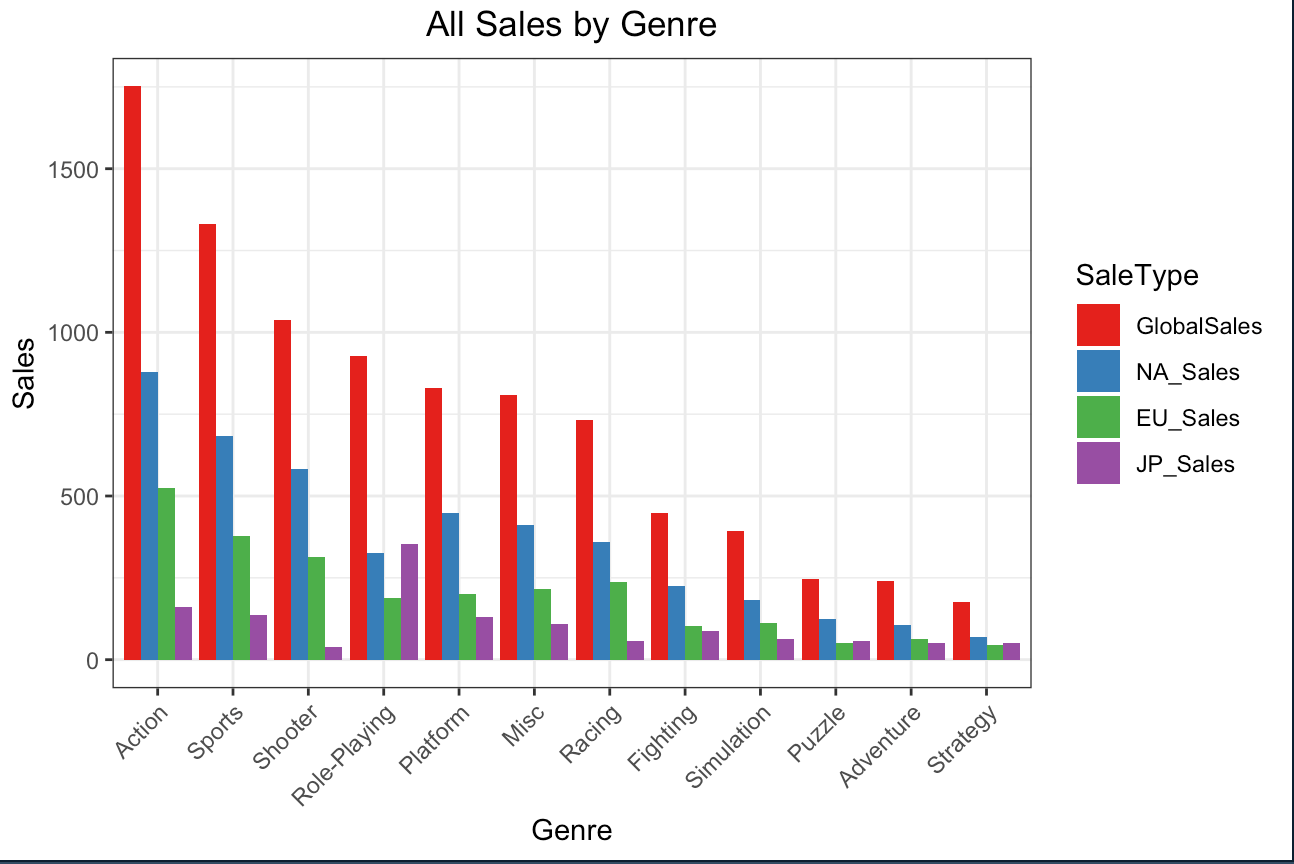 All Sales by Genre
Sales
1500
1000
500
0
Action
Sports
Shooter
Role-Playing
Platform
Misc
Racing
Fighting
Simulation
Puzzle
Adventure
Strategy
Genre
SaleType
GlobalSales
NA_Sales
EU_Sales
JP_Sales